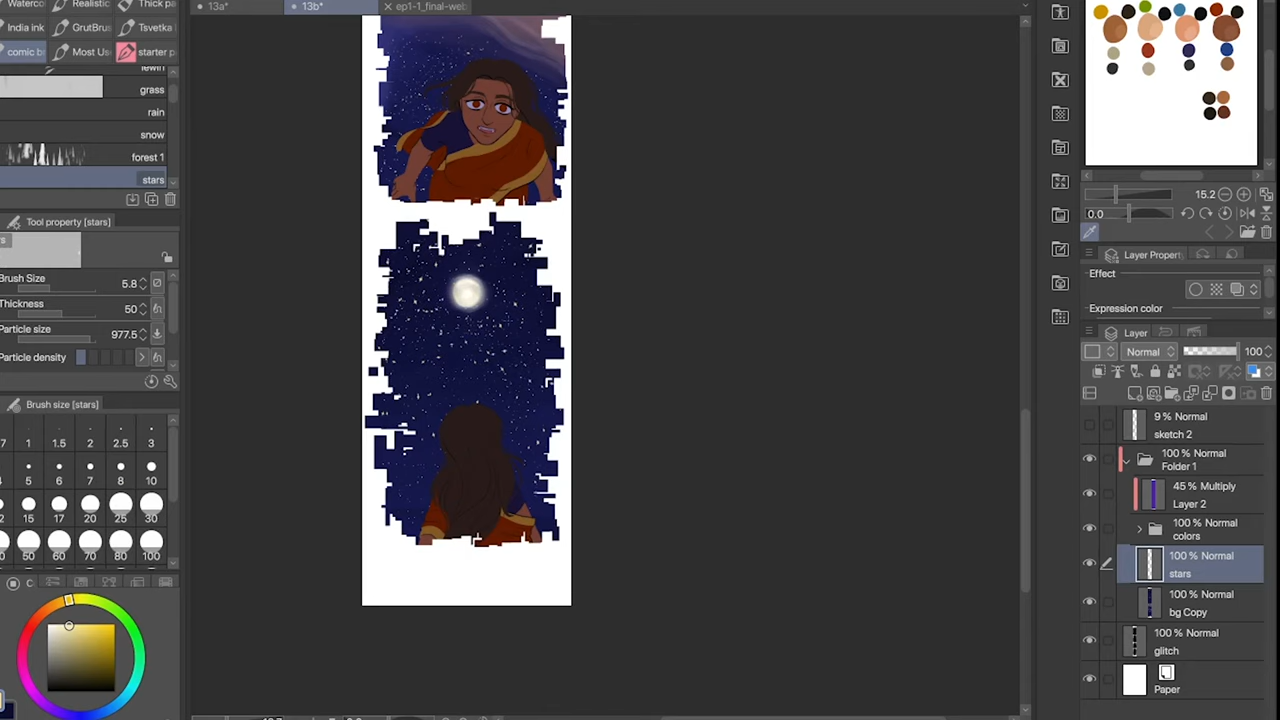 13a*
13b*
ep1-1_final-wel
Waterco
Realistic
Thick pa
India ink
GrutBrus
Tsvetka
comic br
Most Us
starter p
grass
rain
snow
forest 1
stars
Tool property [stars]
Brush Size 5.8
Thickness 50
Particle size 977.5
Particle density
Brush size [stars]
7 1 1.5 2 2.5 3
5 6 7 8 10
2 15 17 20 25 30
0 50 60 70 80 100
15.2
0.0
Layer Propert
Effect
Expression color
Layer
Normal 100
9 % Normal
sketch 2
100 % Normal
Folder 1
45 % Multiply
Layer 2
100 % Normal
colors
100 % Normal
stars
100 % Normal
bg Copy
100 % Normal
glitch
Paper